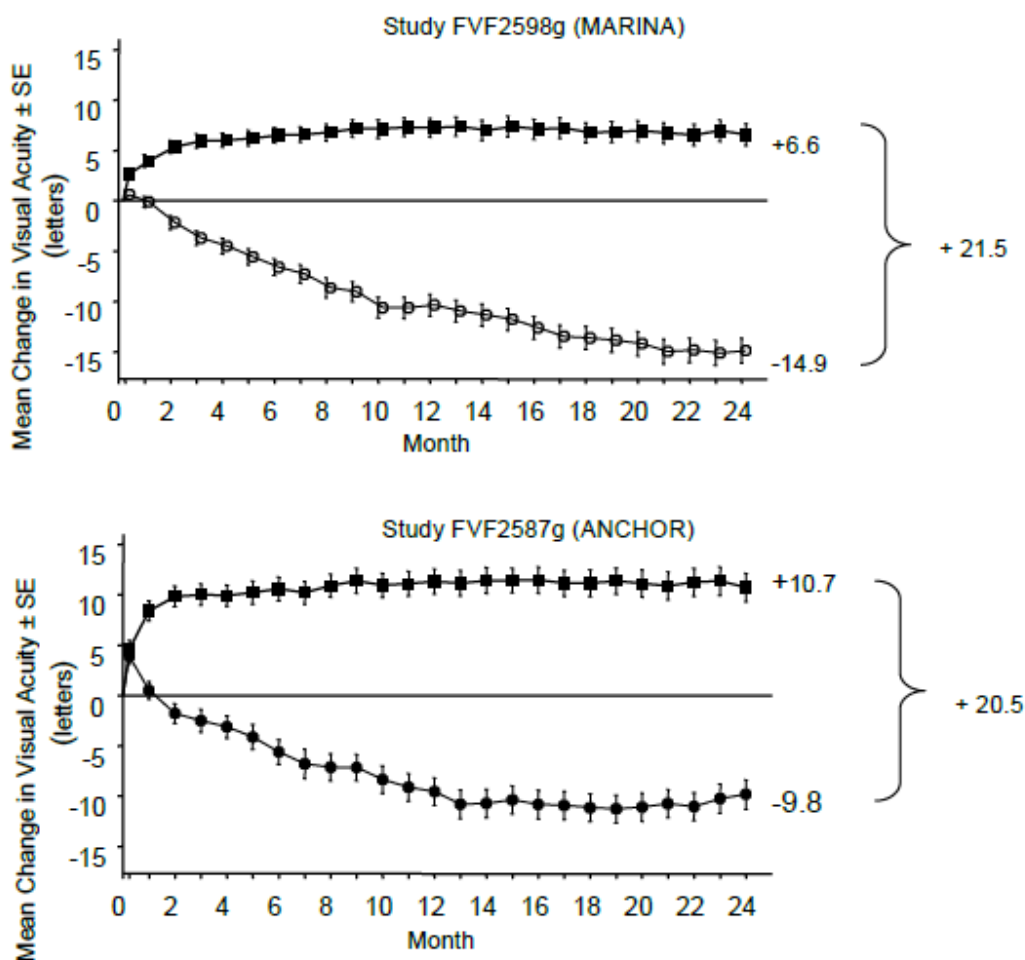 Study FVF2598g (MARINA)
Mean Change in Visual Acuity ± SE
(letters)
15
10
5
0
-5
-10
-15
+6.6
-14.9
+ 21.5
0 2 4 6 8 10 12 14 16 18 20 22 24
Month
Study FVF2587g (ANCHOR)
Mean Change in Visual Acuity ± SE
(letters)
15
10
5
0
-5
-10
-15
+10.7
-9.8
+ 20.5
0 2 4 6 8 10 12 14 16 18 20 22 24
Month